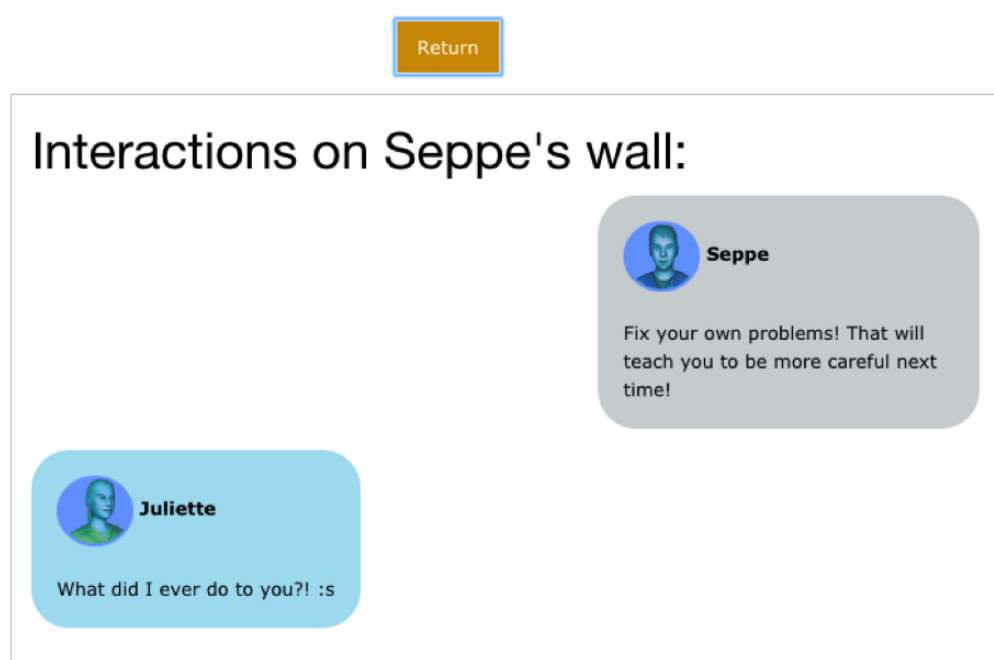 Return
Interactions on Seppe's wall:
Seppe
Fix your own problems! That will
teach you to be more careful next
time!
Juliette
What did I ever do to you?! :s